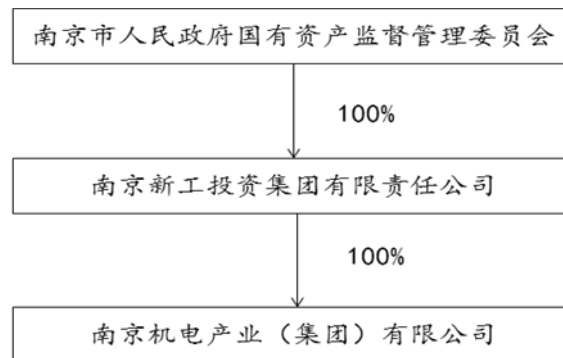 南京市人民政府国有资产监督管理委员会
100%
南京新工投资集团有限责任公司
100%
南京机电产业（集团）有限公司